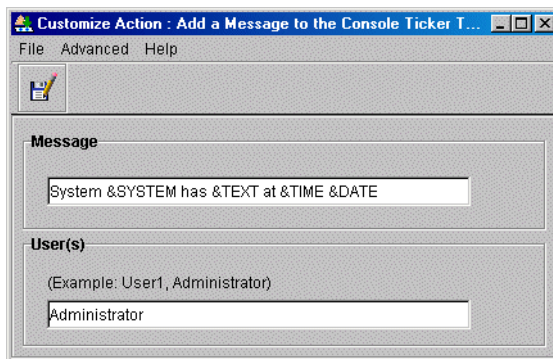 Customize Action : Add a Message to the Console Ticker T...
File Advanced Help
Message
System &SYSTEM has &TEXT at &TIME &DATE
User(s)
(Example: User1, Administrator)
Administrator